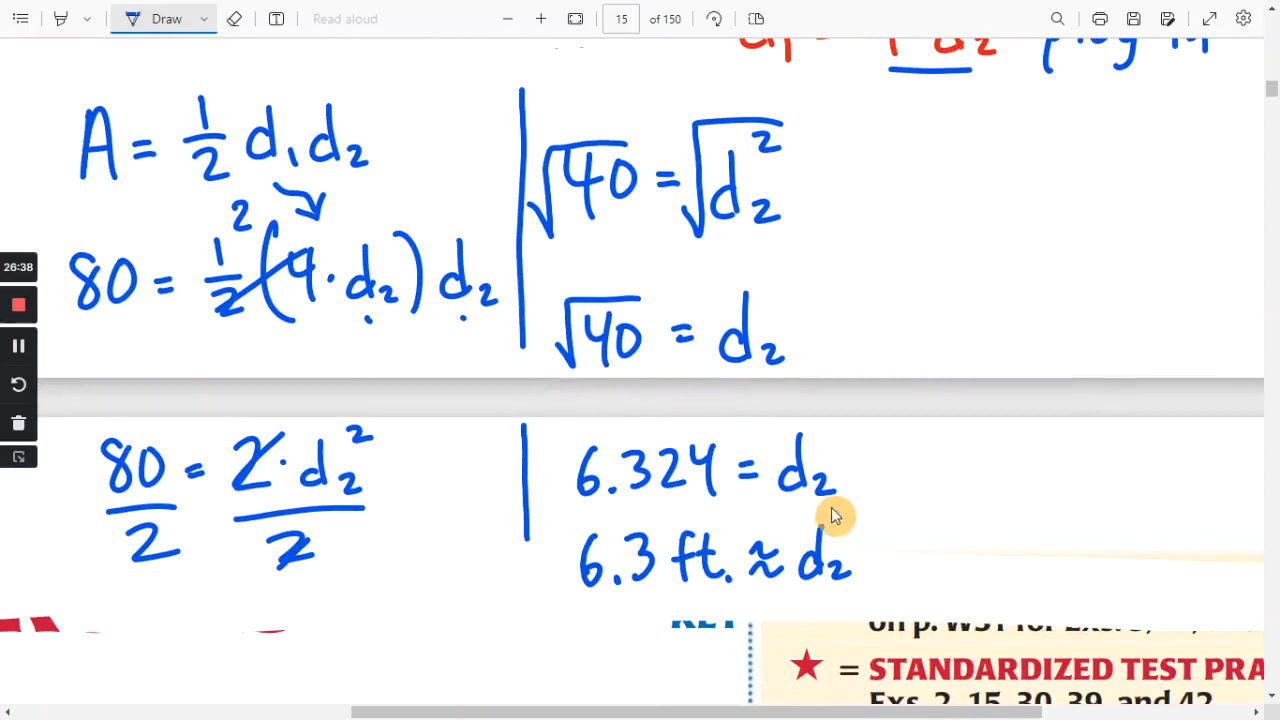 Draw
Read aloud
15 of 150
A = 1/2 d₁d₂
2
80 = 1/2 (4 · d₂) d₂
80/2 = 2 · d₂²/2
√40 = √d₂²
√40 = d₂
6.324 = d₂
6.3 ft. ≈ d₂
26:38
= STANDARDIZED TEST PRA
Exs. 2, 15, 30, 39, and 42